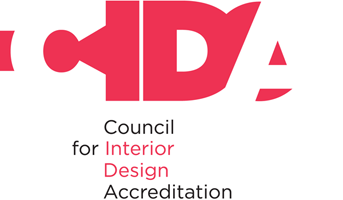 CIDA
Council
for Interior
Design
Accreditation